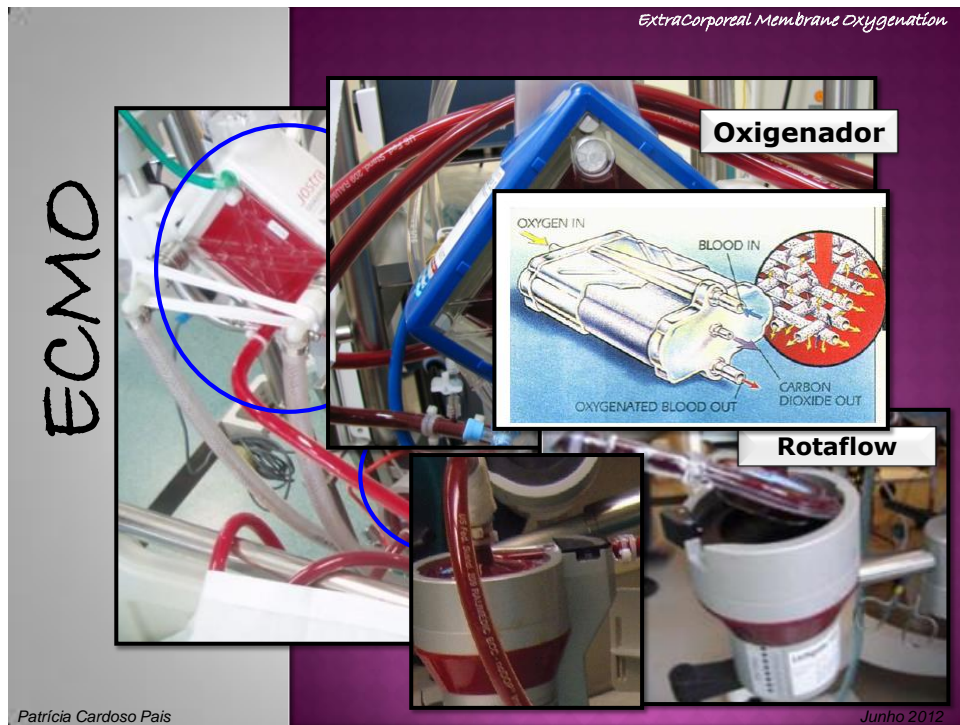 ExtraCorporeal Membrane Oxygenation
ECMO
Oxigenador
OXYGEN IN
BLOOD IN
CARBON
DIOXIDE OUT
OXYGENATED BLOOD OUT
Rotaflow
Patrícia Cardoso Pais
Junho 2012